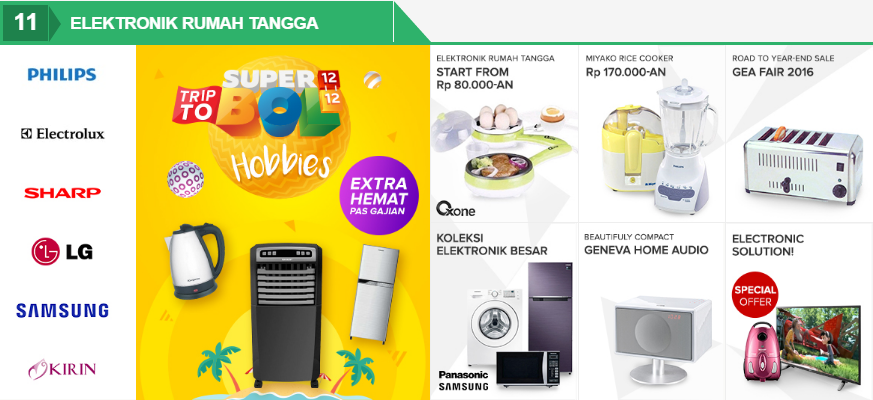 11 ELEKTRONIK RUMAH TANGGA
PHILIPS
Electrolux
SHARP
LG
SAMSUNG
KIRIN
TRIP TO
SUPER
12 12
BOL
Hobbies
EXTRA
HEMAT
PAS GAJIAN
ELEKTRONIK RUMAH TANGGA
START FROM
Rp 80.000-AN
Oxone
MIYAKO RICE COOKER
Rp 170.000-AN
ROAD TO YEAR-END SALE
GEA FAIR 2016
KOLEKSI
ELEKTRONIK BESAR
Panasonic
SAMSUNG
BEAUTIFULY COMPACT
GENEVA HOME AUDIO
ELECTRONIC
SOLUTION!
SPECIAL
OFFER